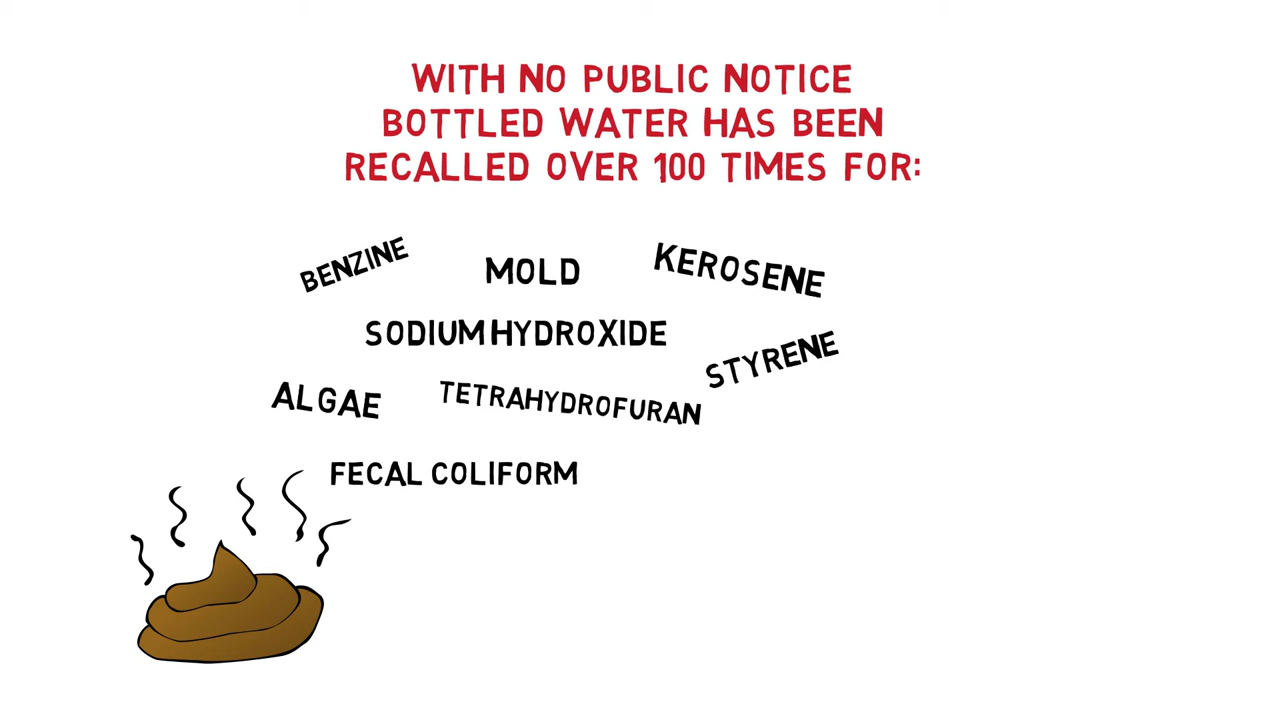 WITH NO PUBLIC NOTICE
BOTTLED WATER HAS BEEN
RECALLED OVER 100 TIMES FOR:
BENZINE
MOLD
KEROSENE
SODIUM HYDROXIDE
STYRENE
ALGAE
TETRAHYDROFURAN
FECAL COLIFORM